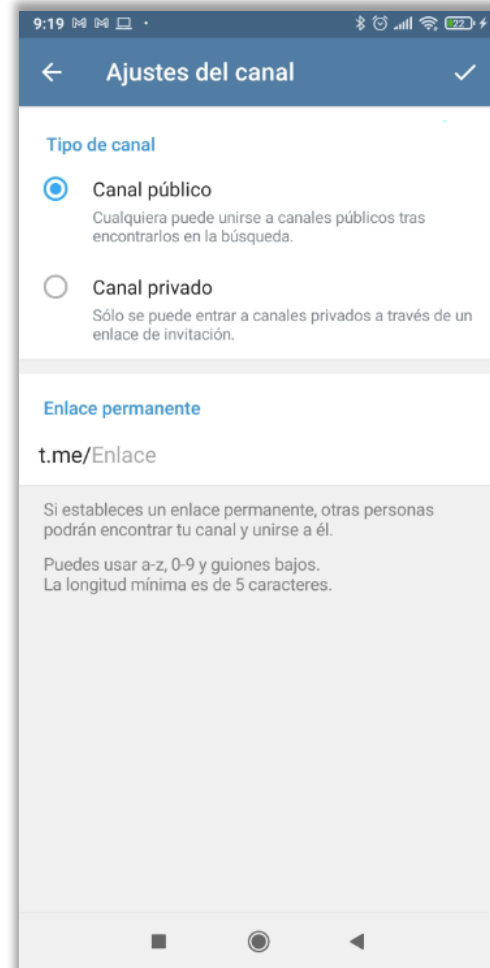 9:19
22
Ajustes del canal
Tipo de canal
Canal público
Cualquiera puede unirse a canales públicos tras
encontrarlos en la búsqueda.
Canal privado
Sólo se puede entrar a canales privados a través de un
enlace de invitación.
Enlace permanente
t.me/Enlace
Si estableces un enlace permanente, otras personas
podrán encontrar tu canal y unirse a él.
Puedes usar a-z, 0-9 y guiones bajos.
La longitud mínima es de 5 caracteres.